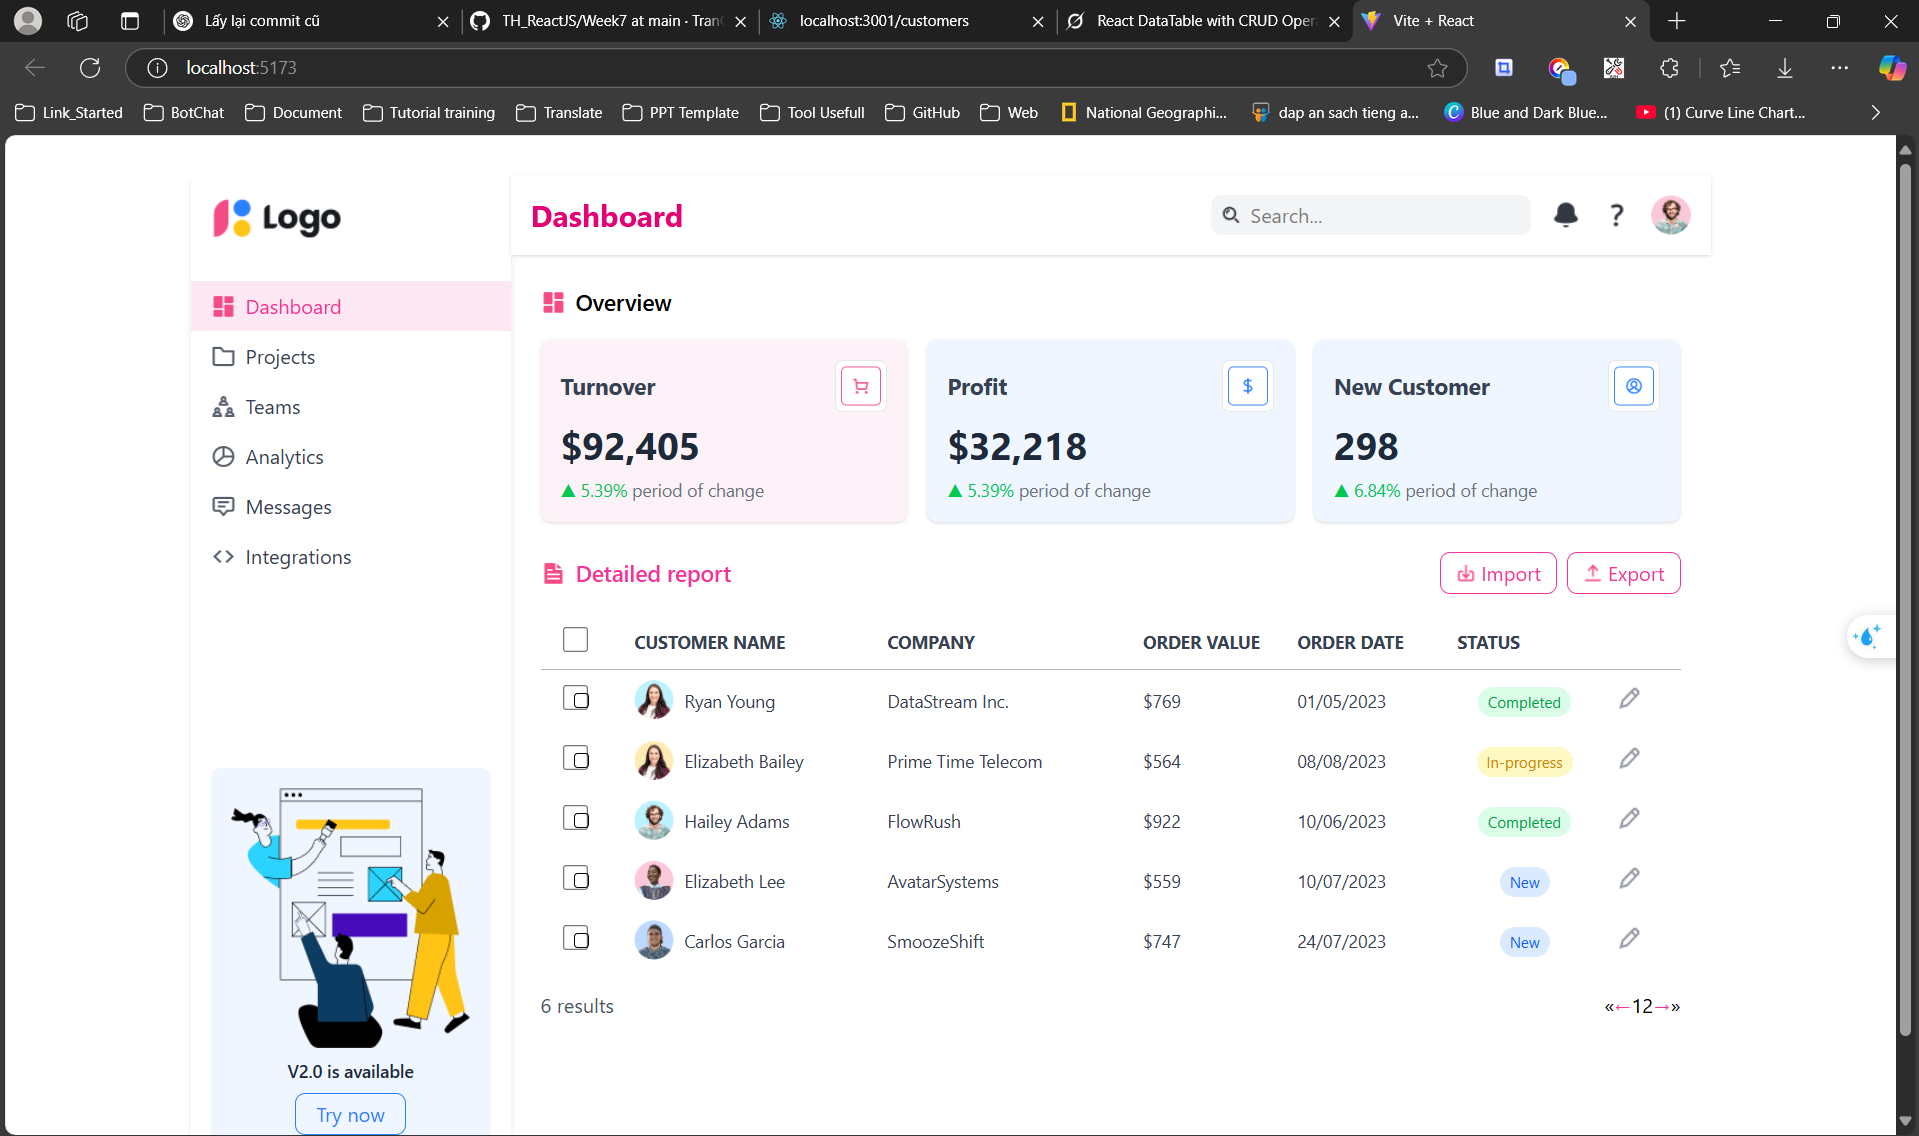 Lấy lại commit cũ
TH_ReactJS/Week7 at main · Tran
localhost:3001/customers
React DataTable with CRUD Oper
Vite + React
localhost:5173
Link_Started
BotChat
Document
Tutorial training
Translate
PPT Template
Tool Usefull
GitHub
Web
National Geographi...
dap an sach tieng a...
Blue and Dark Blue...
(1) Curve Line Chart...
Logo
Dashboard
Search...
?
Dashboard
Projects
Teams
Analytics
Messages
Integrations
Overview
Turnover
$92,405
▲ 5.39% period of change
Profit
$
$32,218
▲ 5.39% period of change
New Customer
298
▲ 6.84% period of change
Detailed report
Import
Export
CUSTOMER NAME COMPANY ORDER VALUE ORDER DATE STATUS
Ryan Young DataStream Inc. $769 01/05/2023 Completed
Elizabeth Bailey Prime Time Telecom $564 08/08/2023 In-progress
Hailey Adams FlowRush $922 10/06/2023 Completed
Elizabeth Lee AvatarSystems $559 10/07/2023 New
Carlos Garcia SmoozeShift $747 24/07/2023 New
6 results
«←12→»
V2.0 is available
Try now